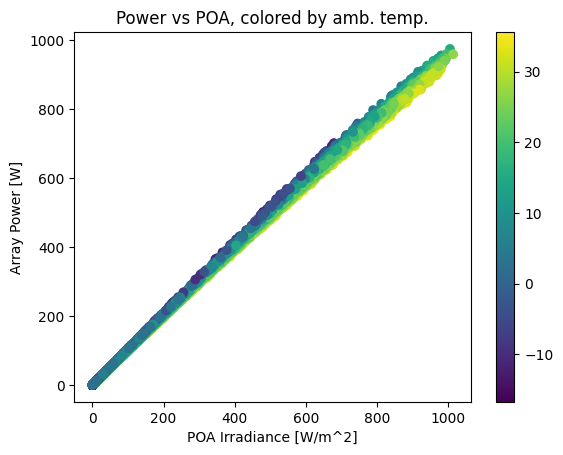 Power vs POA, colored by amb. temp.
1000
800
600
400
200
0
Array Power [W]
0 200 400 600 800 1000
POA Irradiance [W/m^2]
30
20
10
0
−10